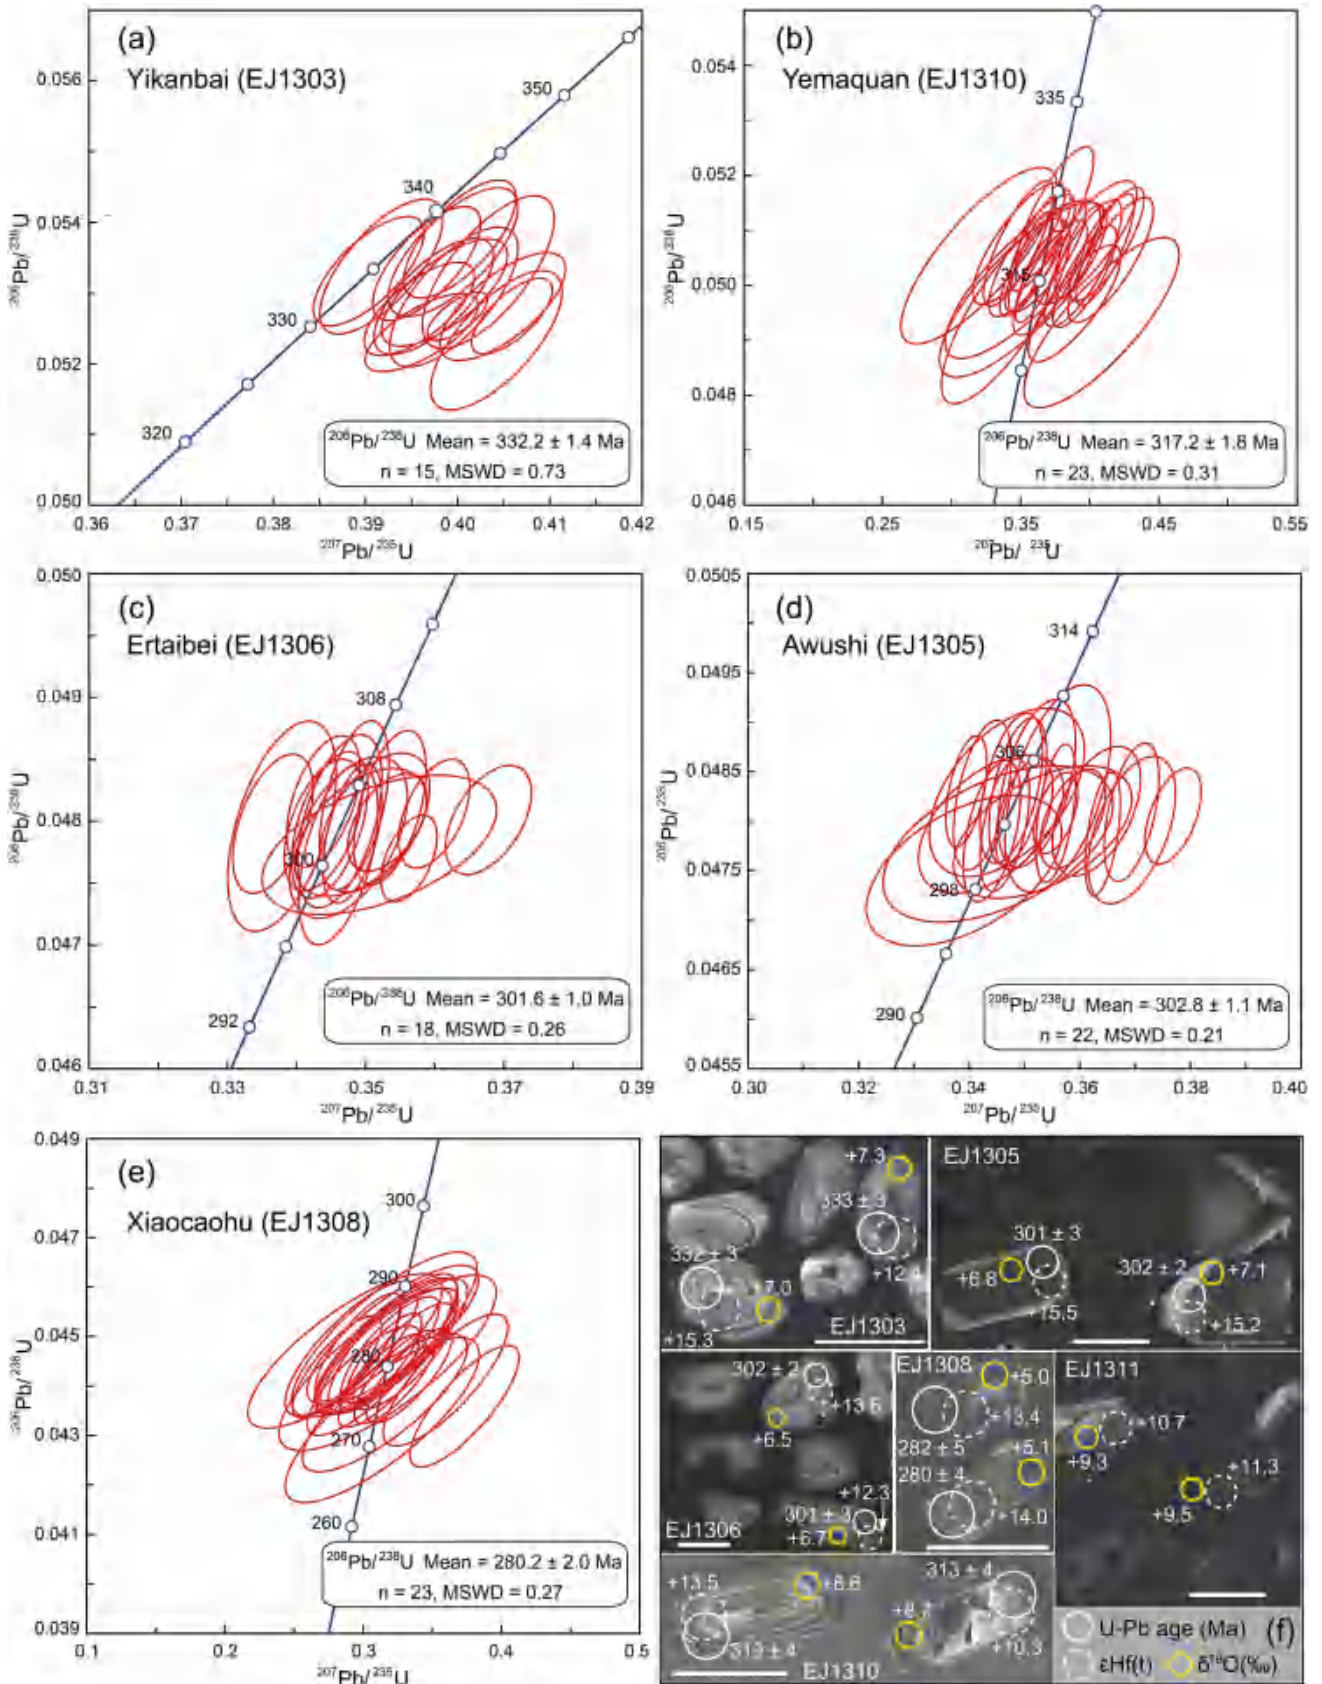 (a)
Yikanbai (EJ1303)
0.056
0.054
0.052
0.050
²⁰⁶Pb/²³⁸U
350
340
330
320
²⁰⁶Pb/²³⁸U Mean = 332.2 ± 1.4 Ma
n = 15, MSWD = 0.73
0.36 0.37 0.38 0.39 0.40 0.41 0.42
²⁰⁷Pb/²³⁵U
(b)
Yemaquan (EJ1310)
0.054
0.052
0.050
0.048
0.046
²⁰⁶Pb/²³⁸U
335
315
²⁰⁶Pb/²³⁸U Mean = 317.2 ± 1.8 Ma
n = 23, MSWD = 0.31
0.15 0.25 0.35 0.45 0.55
²⁰⁷Pb/²³⁵U
(c)
Ertaibei (EJ1306)
0.050
0.049
0.048
0.047
0.046
²⁰⁶Pb/²³⁸U
308
300
292
²⁰⁶Pb/²³⁸U Mean = 301.6 ± 1.0 Ma
n = 18, MSWD = 0.26
0.31 0.33 0.35 0.37 0.39
²⁰⁷Pb/²³⁵U
(d)
Awushi (EJ1305)
0.0505
0.0495
0.0485
0.0475
0.0465
0.0455
²⁰⁶Pb/²³⁸U
314
306
298
290
²⁰⁶Pb/²³⁸U Mean = 302.8 ± 1.1 Ma
n = 22, MSWD = 0.21
0.30 0.32 0.34 0.36 0.38 0.40
²⁰⁷Pb/²³⁵U
(e)
Xiaocaohu (EJ1308)
0.049
0.047
0.045
0.043
0.041
0.039
²⁰⁶Pb/²³⁸U
300
290
280
270
260
²⁰⁶Pb/²³⁸U Mean = 280.2 ± 2.0 Ma
n = 23, MSWD = 0.27
0.1 0.2 0.3 0.4 0.5
²⁰⁷Pb/²³⁵U
+7.3
333 ± 3
332 ± 3
+7.0
+15.3
EJ1303
EJ1305
301 ± 3
302 ± 2
+7.1
+6.8
+15.5
+15.2
302 ± 2
+13.6
+6.5
+12.3
301 ± 3
+6.7
EJ1306
EJ1308
+5.0
+13.4
282 ± 5
+5.1
280 ± 4
+14.0
EJ1311
+10.7
+9.3
+11.3
+9.5
+13.5
313 ± 4
319 ± 4
+10.3
EJ1310
U-Pb age (Ma) (f)
εHf(t) δ¹⁸O(‰)